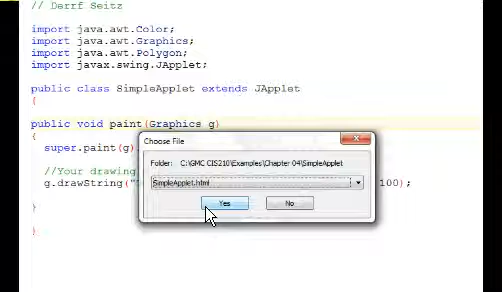 // Derrf Seitz
import java.awt.Color;
import java.awt.Graphics;
import java.awt.Polygon;
import javax.swing.JApplet;
public class SimpleApplet extends JApplet
{
public void paint(Graphics g)
{
super.paint(g)
//Your drawing
g.drawString(" 100);
}
}
Choose File
Folder: C:\GMC CIS210\Examples\Chapter 04\SimpleApplet
SimpleApplet.html
Yes No